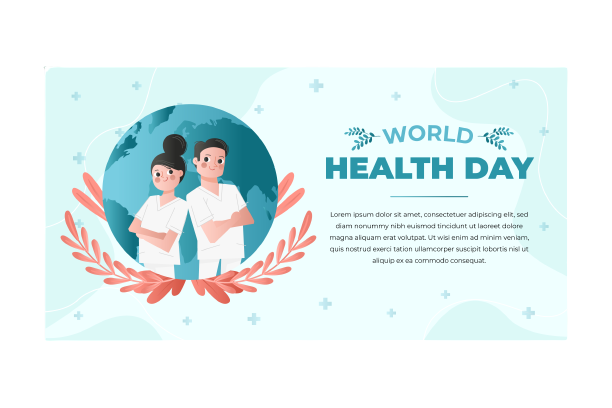 WORLD
HEALTH DAY
Lorem ipsum dolor sit amet, consectetuer adipiscing elit, sed
diam nonummy nibh euismod tincidunt ut laoreet dolore
magna aliquam erat volutpat. Ut wisi enim ad minim veniam,
quis nostrud exerci tation ullamcorper suscipit lobortis nisl ut
aliquip ex ea commodo consequat.